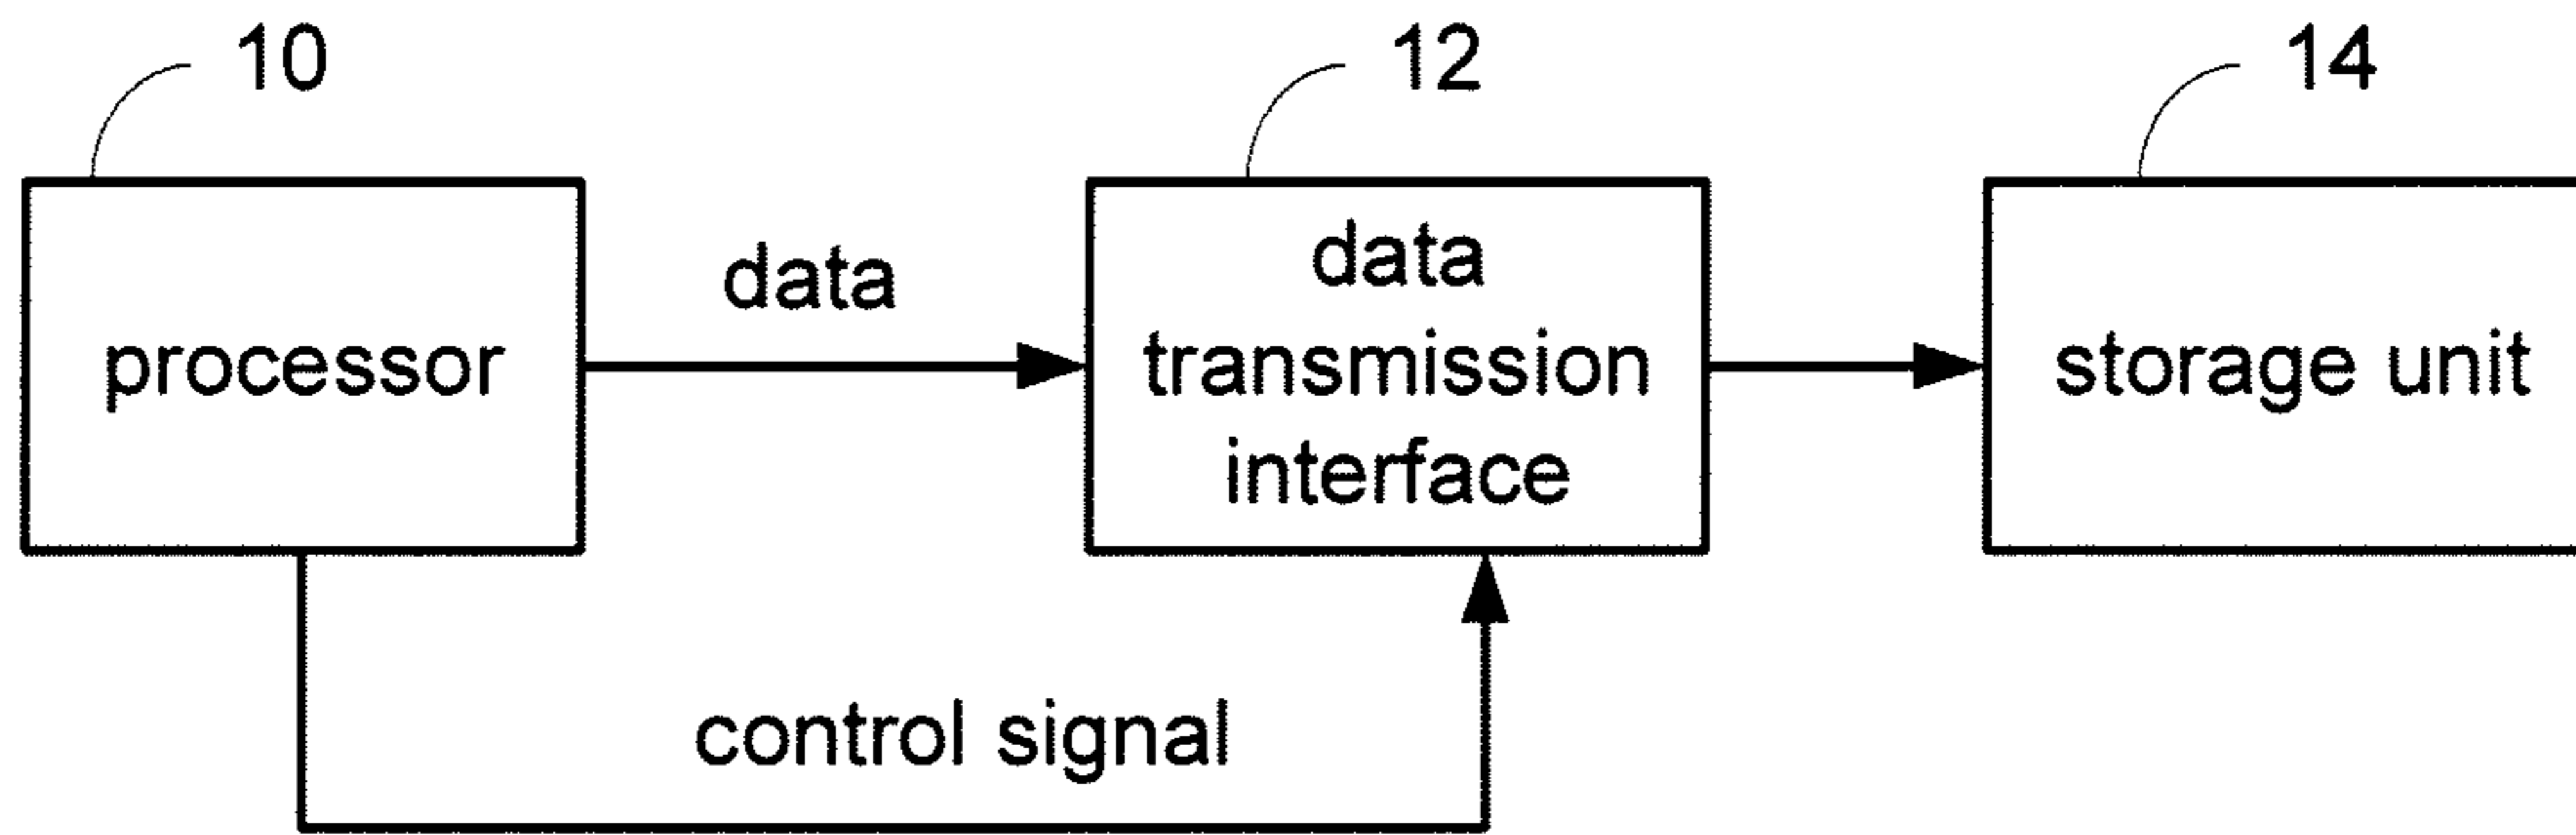 10
12
14
processor
data
data
transmission
interface
storage unit
control signal